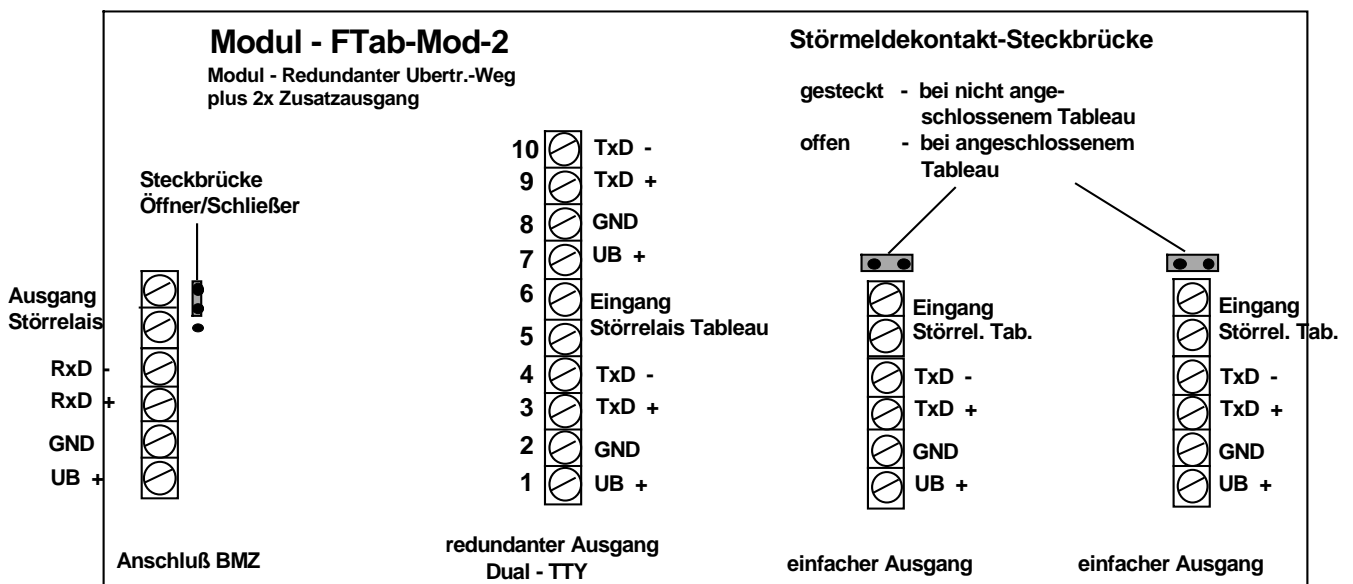 Modul - FTab-Mod-2
Modul - Redundanter Ubertr.-Weg
plus 2x Zusatzausgang
Störmeldekontakt-Steckbrücke
gesteckt - bei nicht ange-
schlossenem Tableau
offen - bei angeschlossenem
Tableau
Steckbrücke
Öffner/Schließer
Ausgang
Störrelais
RxD -
RxD +
GND
UB +
Anschluß BMZ
10 TxD -
9 TxD +
8 GND
7 UB +
6 Eingang
5 Störrelais Tableau
4 TxD -
3 TxD +
2 GND
1 UB +
redundanter Ausgang
Dual - TTY
Eingang
Störrel. Tab.
TxD -
TxD +
GND
UB +
einfacher Ausgang
Eingang
Störrel. Tab.
TxD -
TxD +
GND
UB +
einfacher Ausgang